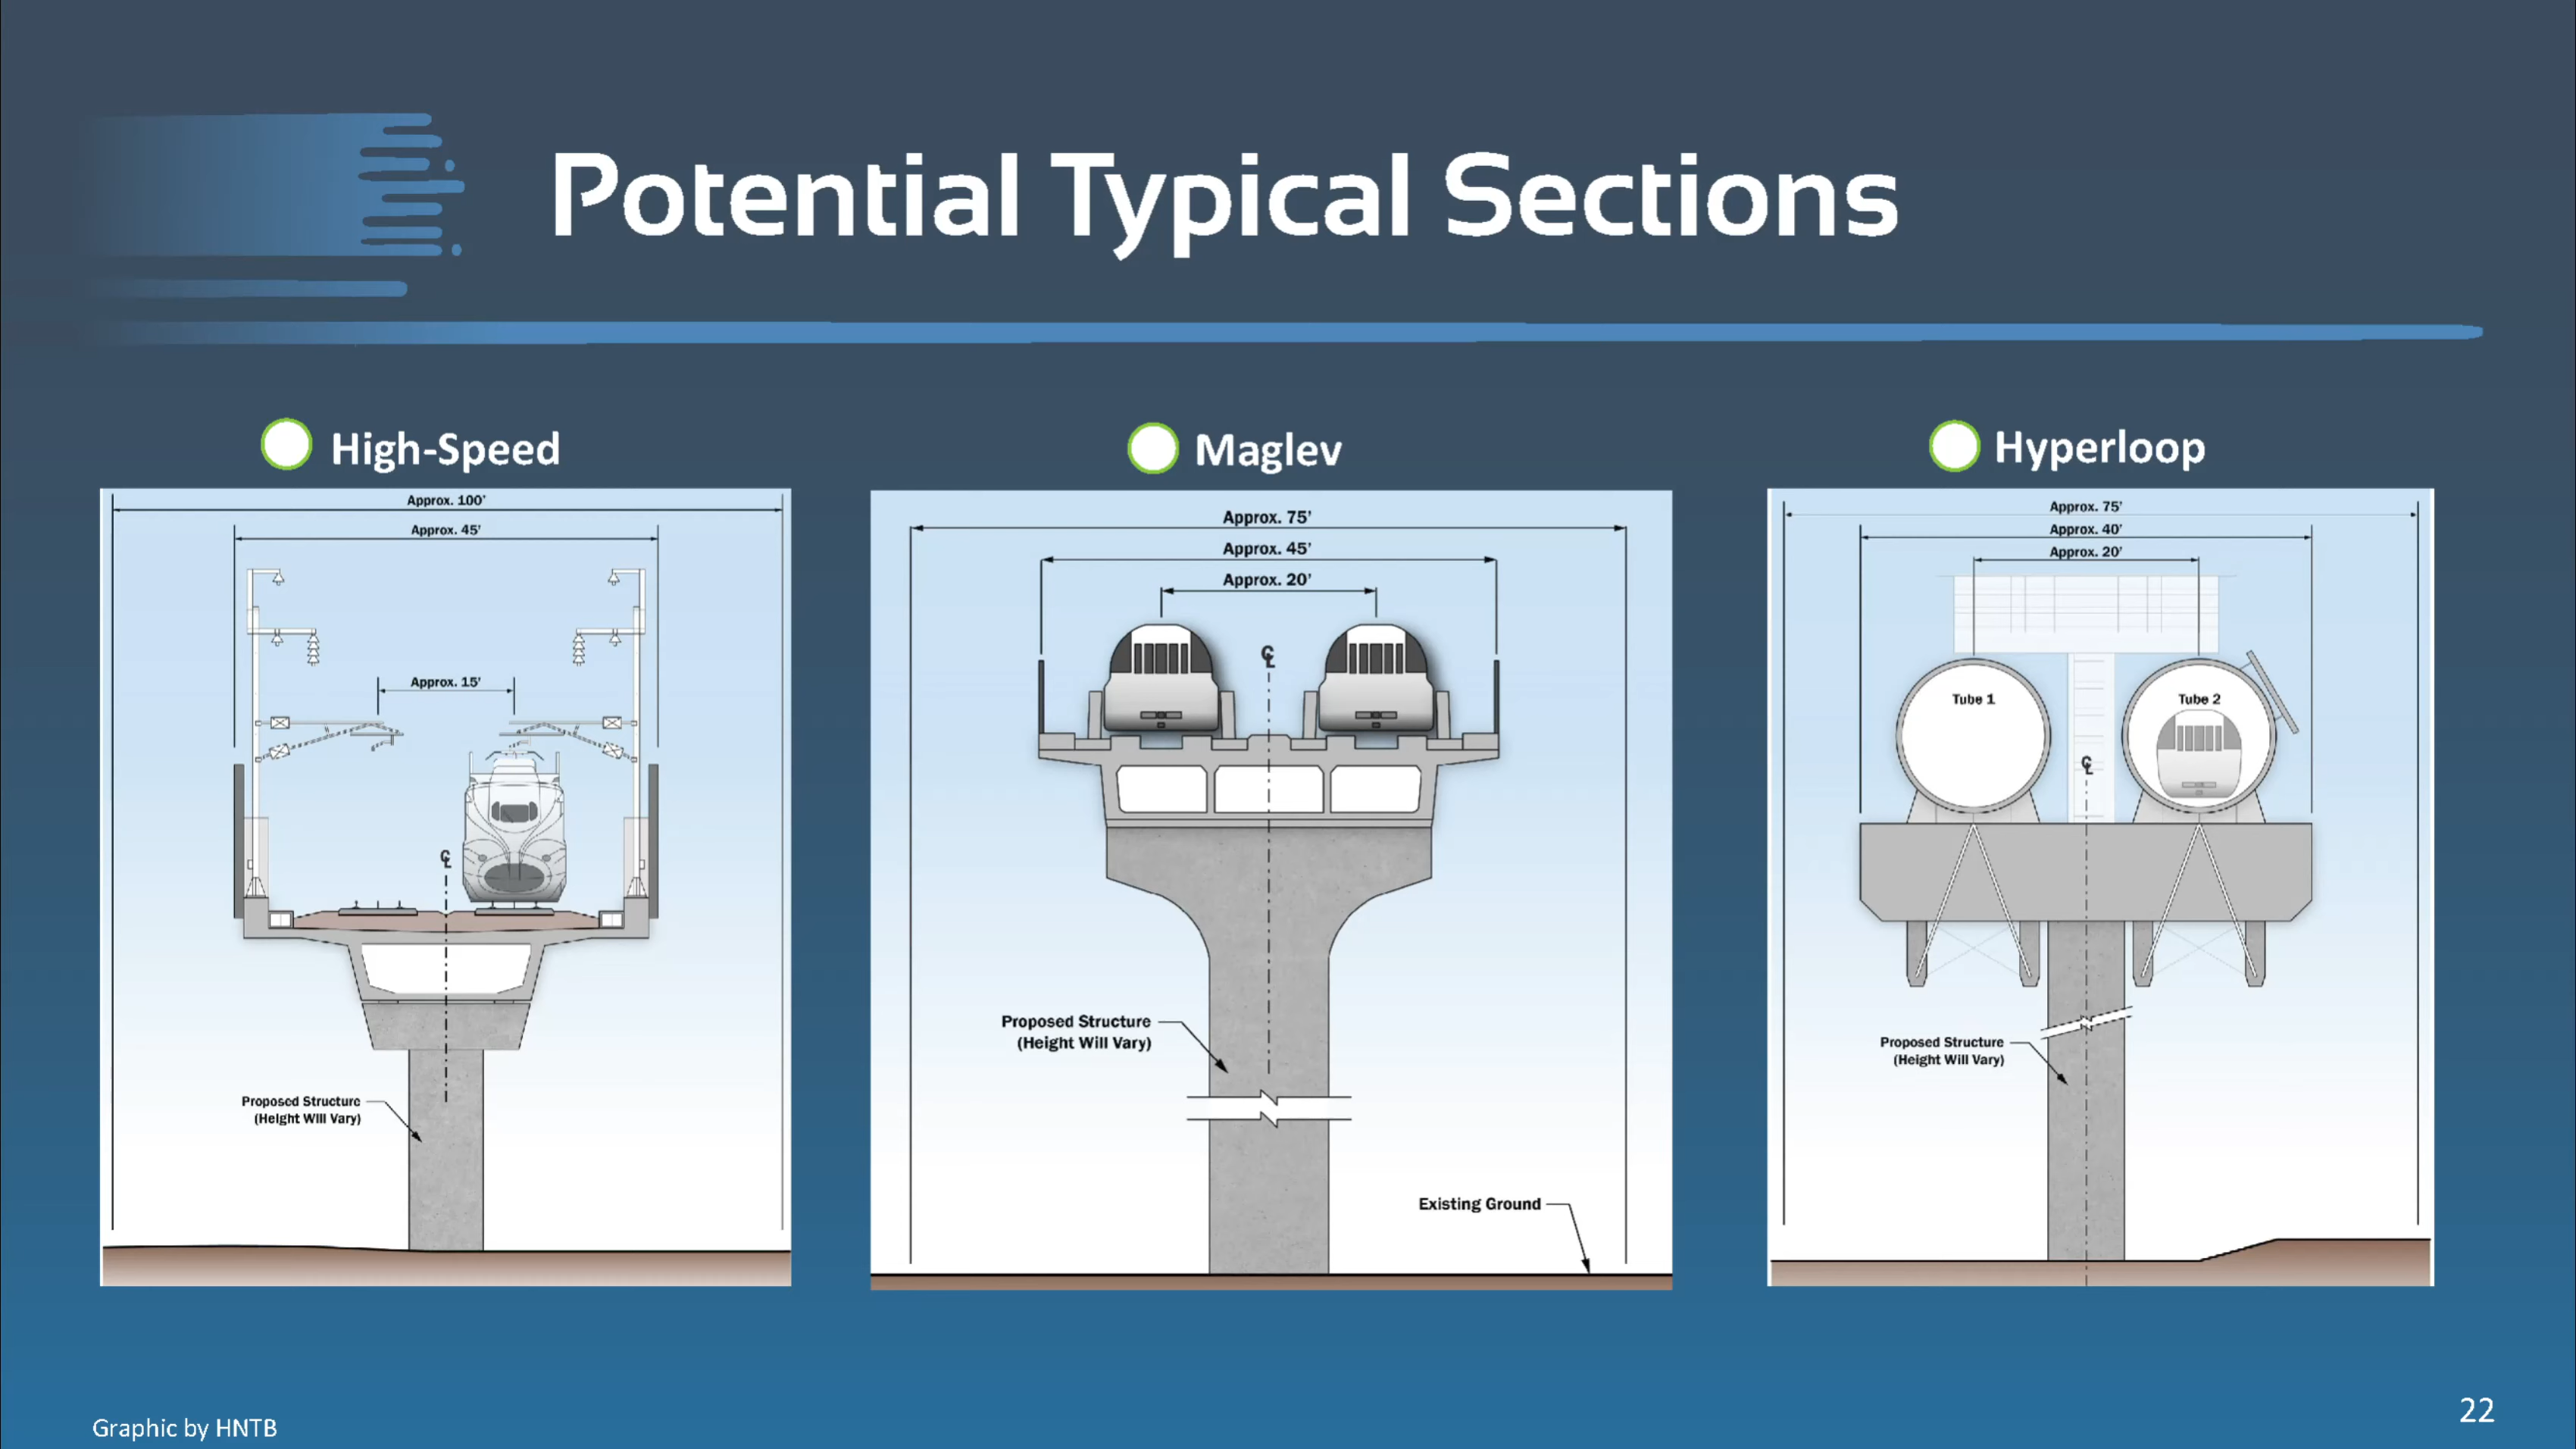 Potential Typical Sections
High-Speed
Approx. 100'
Approx. 45'
Approx. 15'
℄
Proposed Structure
(Height Will Vary)
Maglev
Approx. 75'
Approx. 45'
Approx. 20'
℄
Proposed Structure
(Height Will Vary)
Existing Ground
Hyperloop
Approx. 75'
Approx. 40'
Approx. 20'
Tube 1
Tube 2
℄
Proposed Structure
(Height Will Vary)
Graphic by HNTB
22